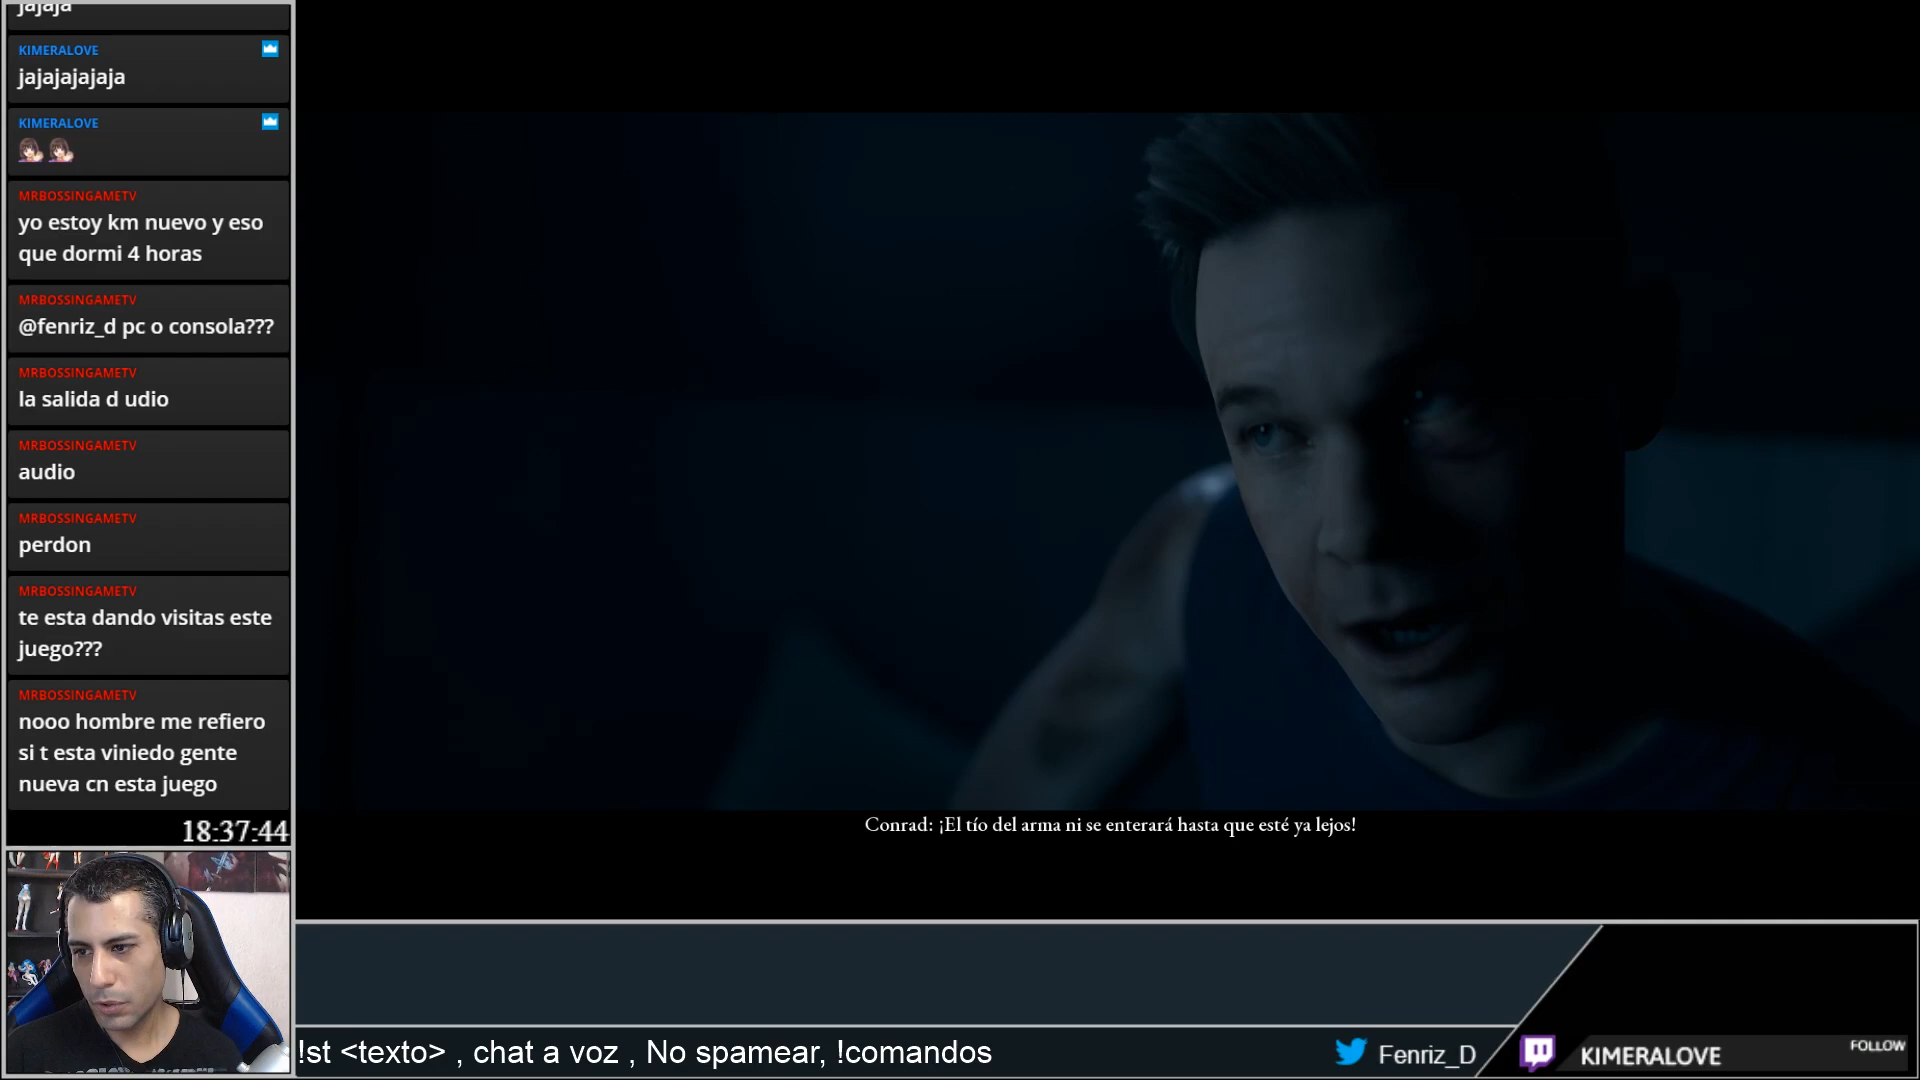 jajaja
KIMERALOVE
jajajajajaja
KIMERALOVE
MRBOSSINGAMETV
yo estoy km nuevo y eso
que dormi 4 horas
MRBOSSINGAMETV
@fenriz_d pc o consola???
MRBOSSINGAMETV
la salida d udio
MRBOSSINGAMETV
audio
MRBOSSINGAMETV
perdon
MRBOSSINGAMETV
te esta dando visitas este
juego???
MRBOSSINGAMETV
nooo hombre me refiero
si t esta viniedo gente
nueva cn esta juego
18:37:44
Conrad: ¡El tío del arma ni se enterará hasta que esté ya lejos!
!st <texto> , chat a voz , No spamear, !comandos
Fenriz_D
KIMERALOVE
FOLLOW